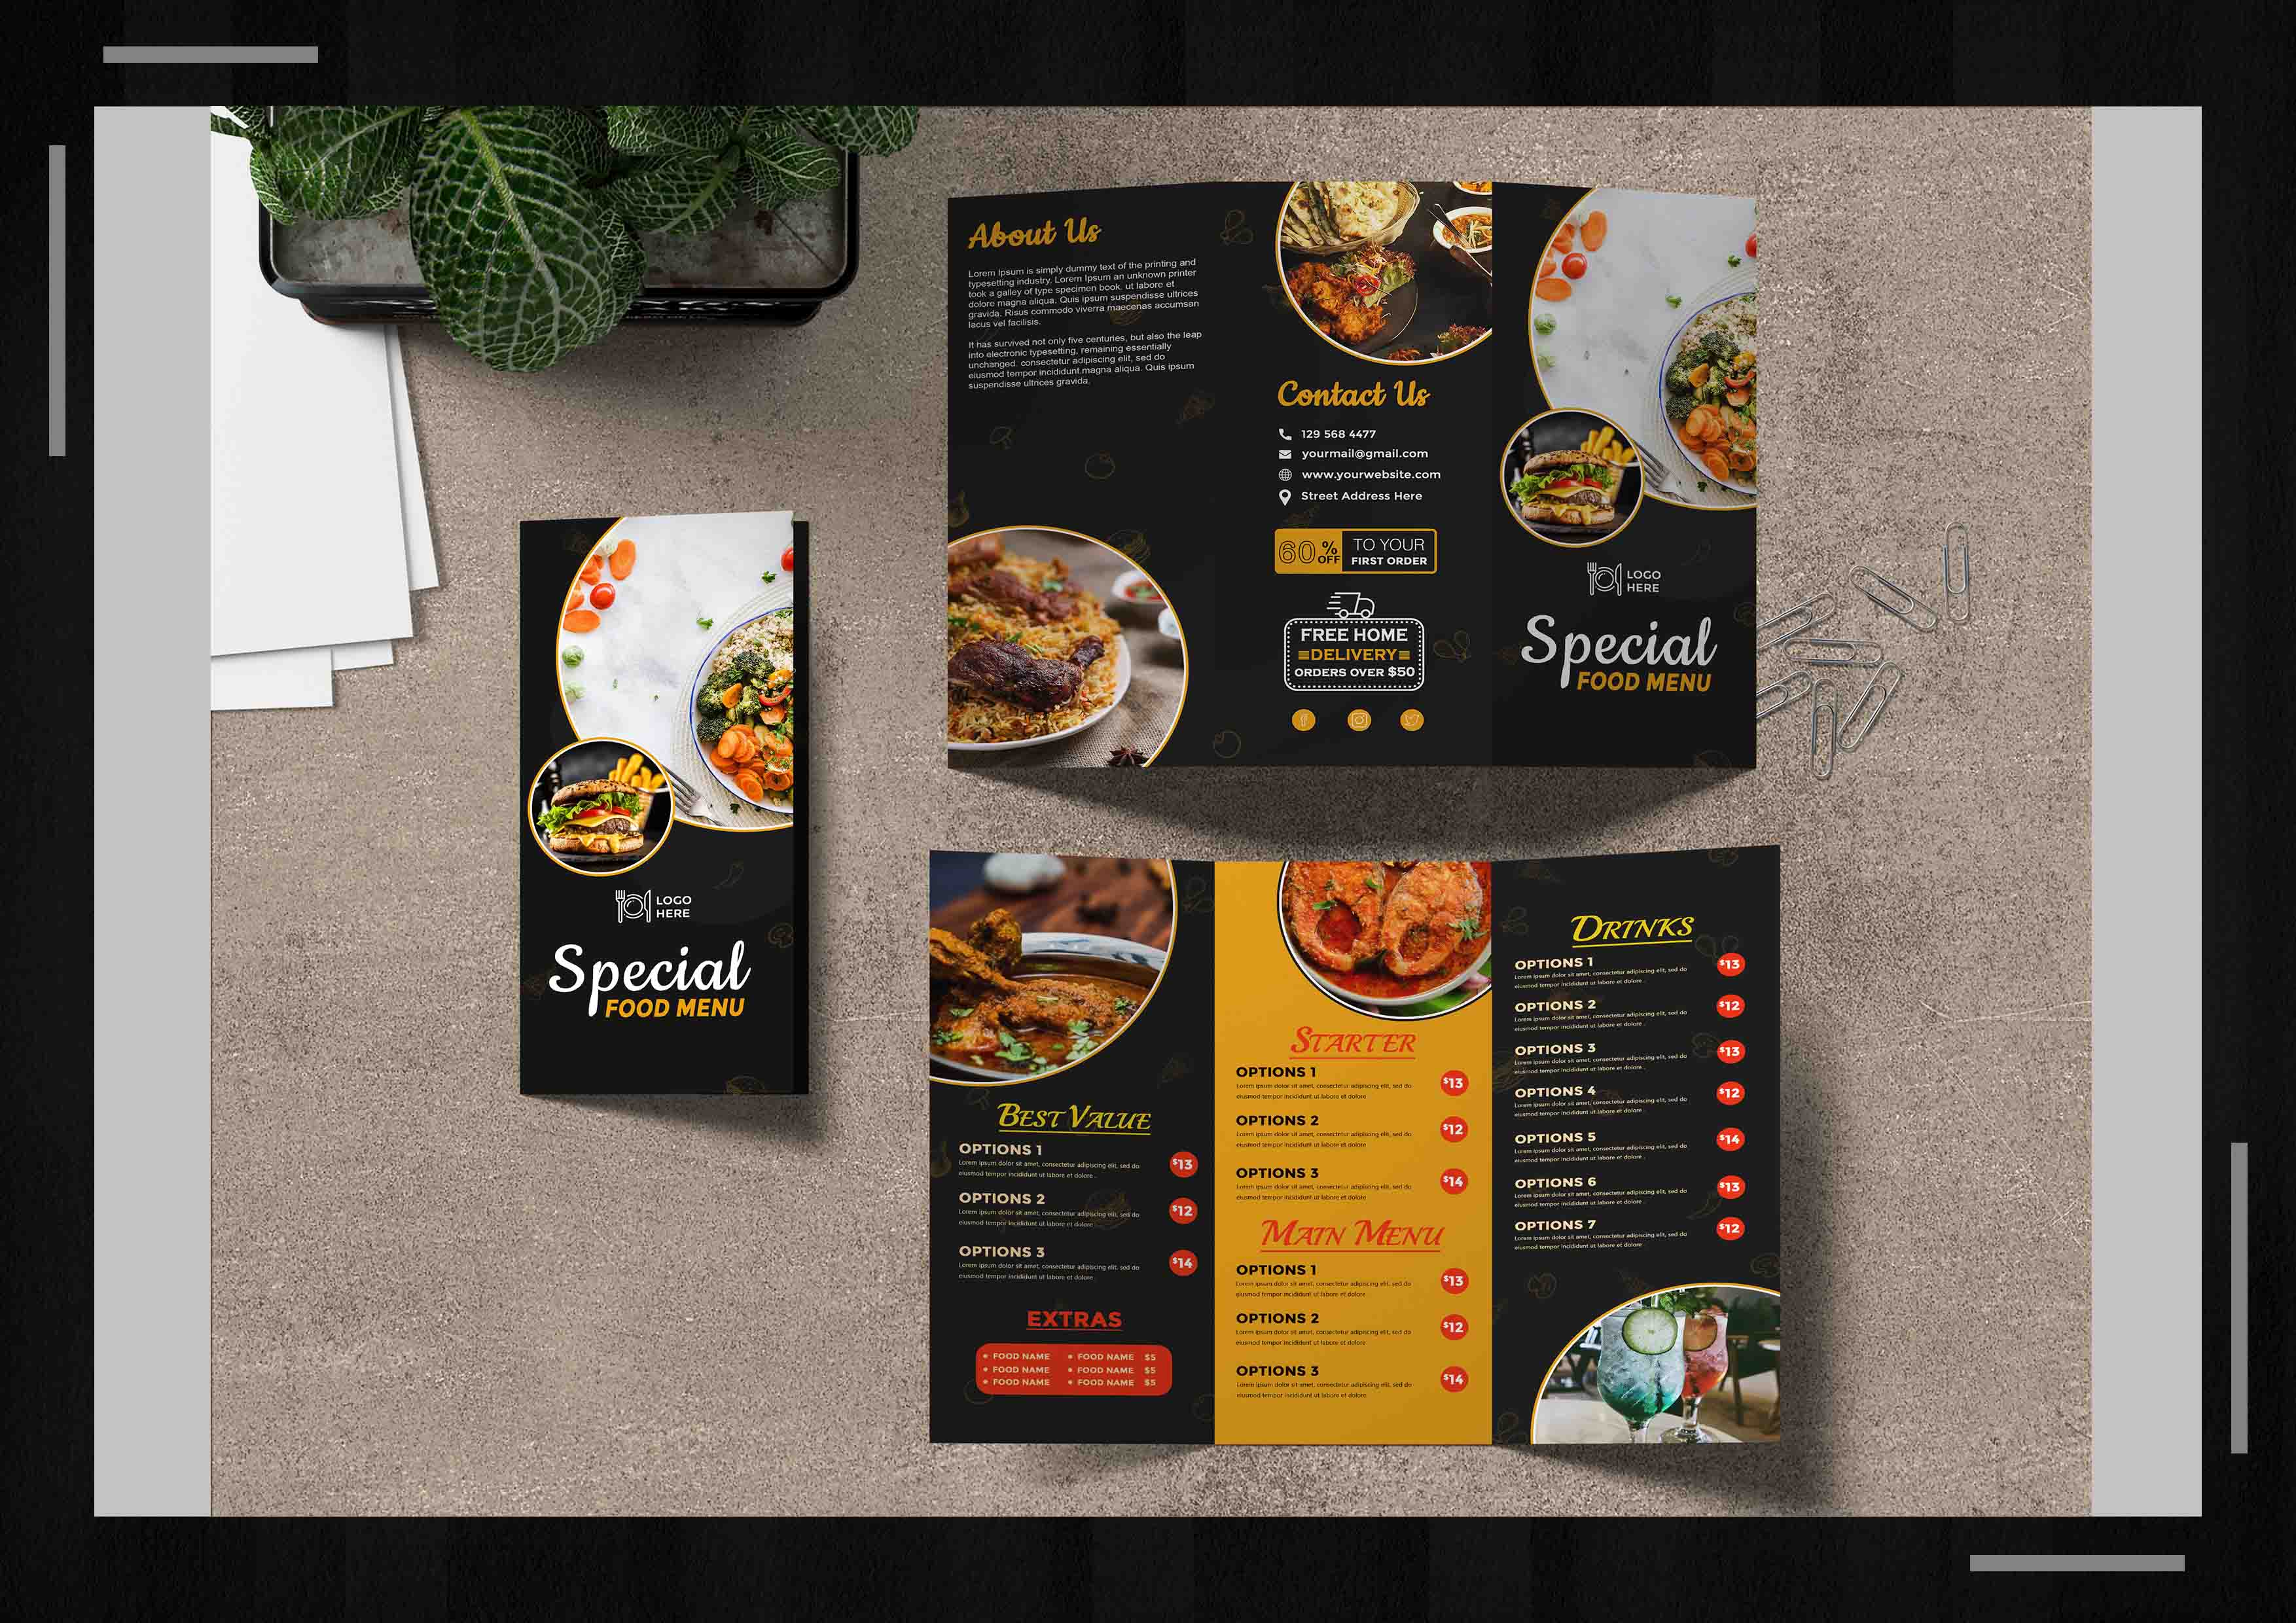 About Us
Lorem Ipsum is simply dummy text of the printing and
typesetting industry. Lorem Ipsum an unknown printer
took a galley of type specimen book. ut labore et
dolore magna aliqua. Quis ipsum suspendisse ultrices
gravida. Risus commodo viverra maecenas accumsan
lacus vel facilisis.
It has survived not only five centuries, but also the leap
into electronic typesetting, remaining essentially
unchanged. consectetur adipiscing elit, sed do
eiusmod tempor incididunt.magna aliqua. Quis ipsum
suspendisse ultrices gravida.
Contact Us
129 568 4477
yourmail@gmail.com
www.yourwebsite.com
Street Address Here
60% OFF
TO YOUR
FIRST ORDER
FREE HOME
DELIVERY
ORDERS OVER $50
LOGO
HERE
Special
FOOD MENU
LOGO
HERE
Special
FOOD MENU
BEST VALUE
OPTIONS 1 $13
Lorem ipsum dolor sit amet, consectetur adipiscing elit, sed do
eiusmod tempor incididunt ut labore et dolore .
OPTIONS 2 $12
Lorem ipsum dolor sit amet, consectetur adipiscing elit, sed do
eiusmod tempor incididunt ut labore et dolore .
OPTIONS 3 $14
Lorem ipsum dolor sit amet, consectetur adipiscing elit, sed do
eiusmod tempor incididunt ut labore et dolore .
EXTRAS
• FOOD NAME • FOOD NAME $5
• FOOD NAME • FOOD NAME $5
• FOOD NAME • FOOD NAME $5
STARTER
OPTIONS 1 $13
Lorem ipsum dolor sit amet, consectetur adipiscing elit, sed do
eiusmod tempor incididunt ut labore et dolore
OPTIONS 2 $12
Lorem ipsum dolor sit amet, consectetur adipiscing elit, sed do
eiusmod tempor incididunt ut labore et dolore
OPTIONS 3 $14
Lorem ipsum dolor sit amet, consectetur adipiscing elit, sed do
eiusmod tempor incididunt ut labore et dolore
MAIN MENU
OPTIONS 1 $13
Lorem ipsum dolor sit amet, consectetur adipiscing elit, sed do
eiusmod tempor incididunt ut labore et dolore
OPTIONS 2 $12
Lorem ipsum dolor sit amet, consectetur adipiscing elit, sed do
eiusmod tempor incididunt ut labore et dolore
OPTIONS 3 $14
Lorem ipsum dolor sit amet, consectetur adipiscing elit, sed do
eiusmod tempor incididunt ut labore et dolore
DRINKS
OPTIONS 1 $13
Lorem ipsum dolor sit amet, consectetur adipiscing elit, sed do
eiusmod tempor incididunt ut labore et dolore .
OPTIONS 2 $12
Lorem ipsum dolor sit amet, consectetur adipiscing elit, sed do
eiusmod tempor incididunt ut labore et dolore .
OPTIONS 3 $13
Lorem ipsum dolor sit amet, consectetur adipiscing elit, sed do
eiusmod tempor incididunt ut labore et dolore .
OPTIONS 4 $12
Lorem ipsum dolor sit amet, consectetur adipiscing elit, sed do
eiusmod tempor incididunt ut labore et dolore .
OPTIONS 5 $14
Lorem ipsum dolor sit amet, consectetur adipiscing elit, sed do
eiusmod tempor incididunt ut labore et dolore .
OPTIONS 6 $13
Lorem ipsum dolor sit amet, consectetur adipiscing elit, sed do
eiusmod tempor incididunt ut labore et dolore .
OPTIONS 7 $12
Lorem ipsum dolor sit amet, consectetur adipiscing elit, sed do
eiusmod tempor incididunt ut labore et dolore .